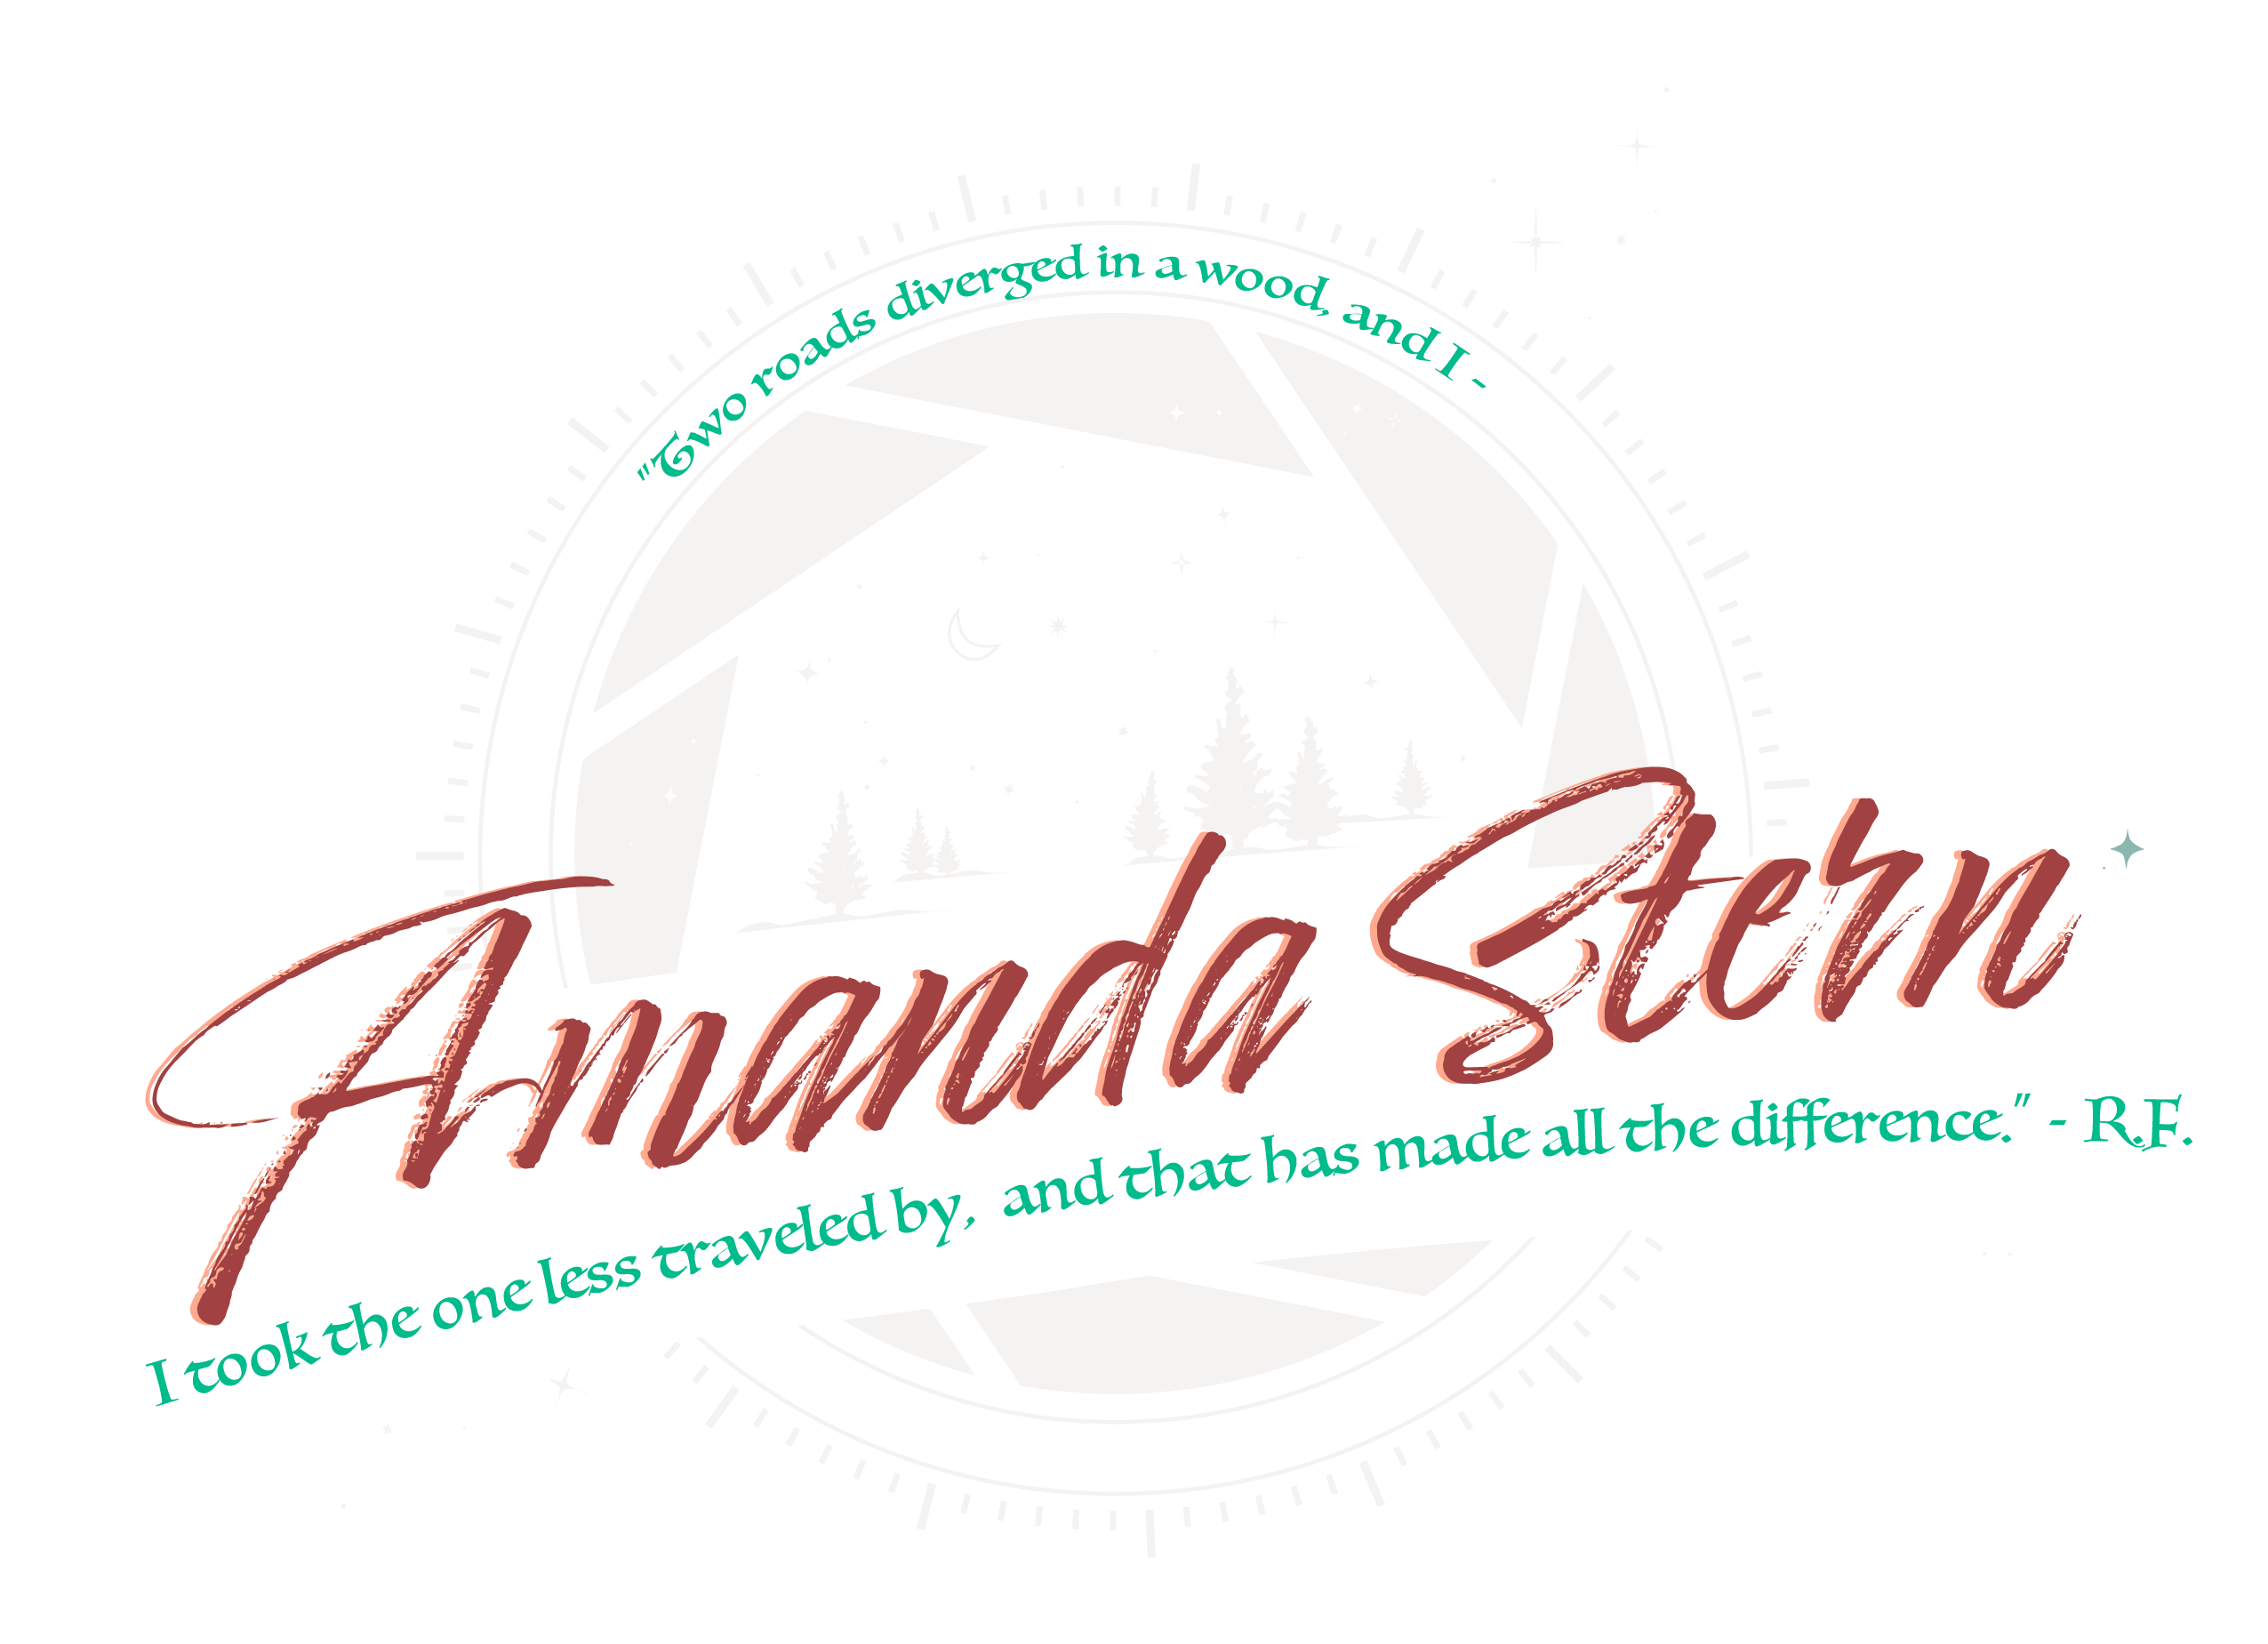 "Two roads diverged in a wood, and I -
Amanda Stern
I took the one less traveled by, and that has made all the difference." - R.F.